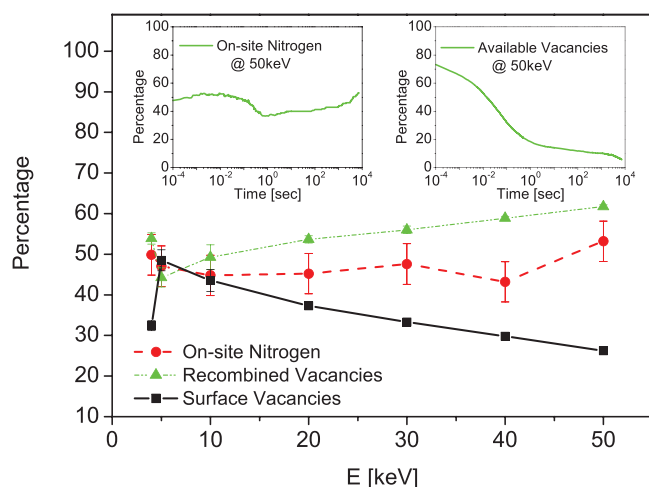 100
90
80
70
60
50
40
30
20
10
Percentage
0 10 20 30 40 50
E [keV]
On-site Nitrogen
@ 50keV
100
80
60
40
20
0
Percentage
10^-4 10^-2 10^0 10^2 10^4
Time [sec]
Available Vacancies
@ 50keV
100
80
60
40
20
0
Percentage
10^-4 10^-2 10^0 10^2 10^4
Time [sec]
On-site Nitrogen
Recombined Vacancies
Surface Vacancies